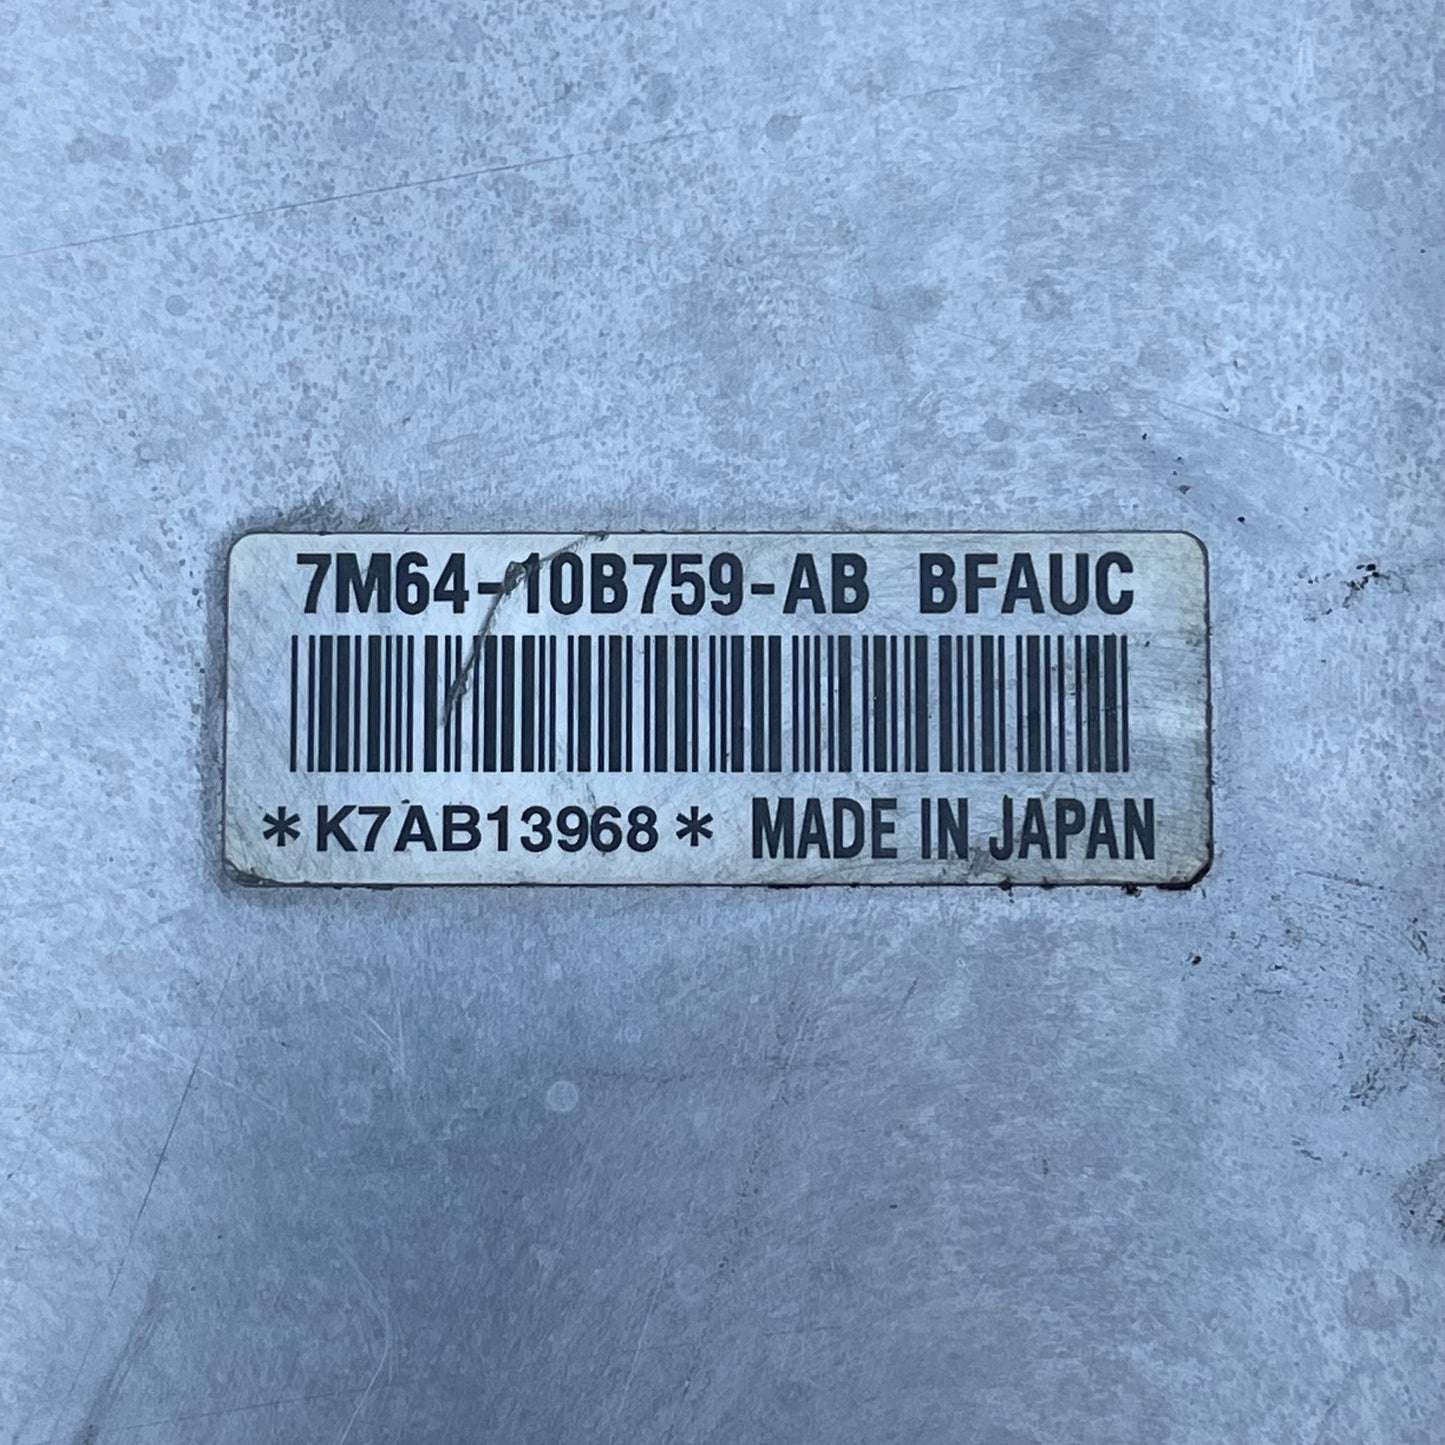 7M64-10B759-AB BFAUC
*K7AB13968* MADE IN JAPAN